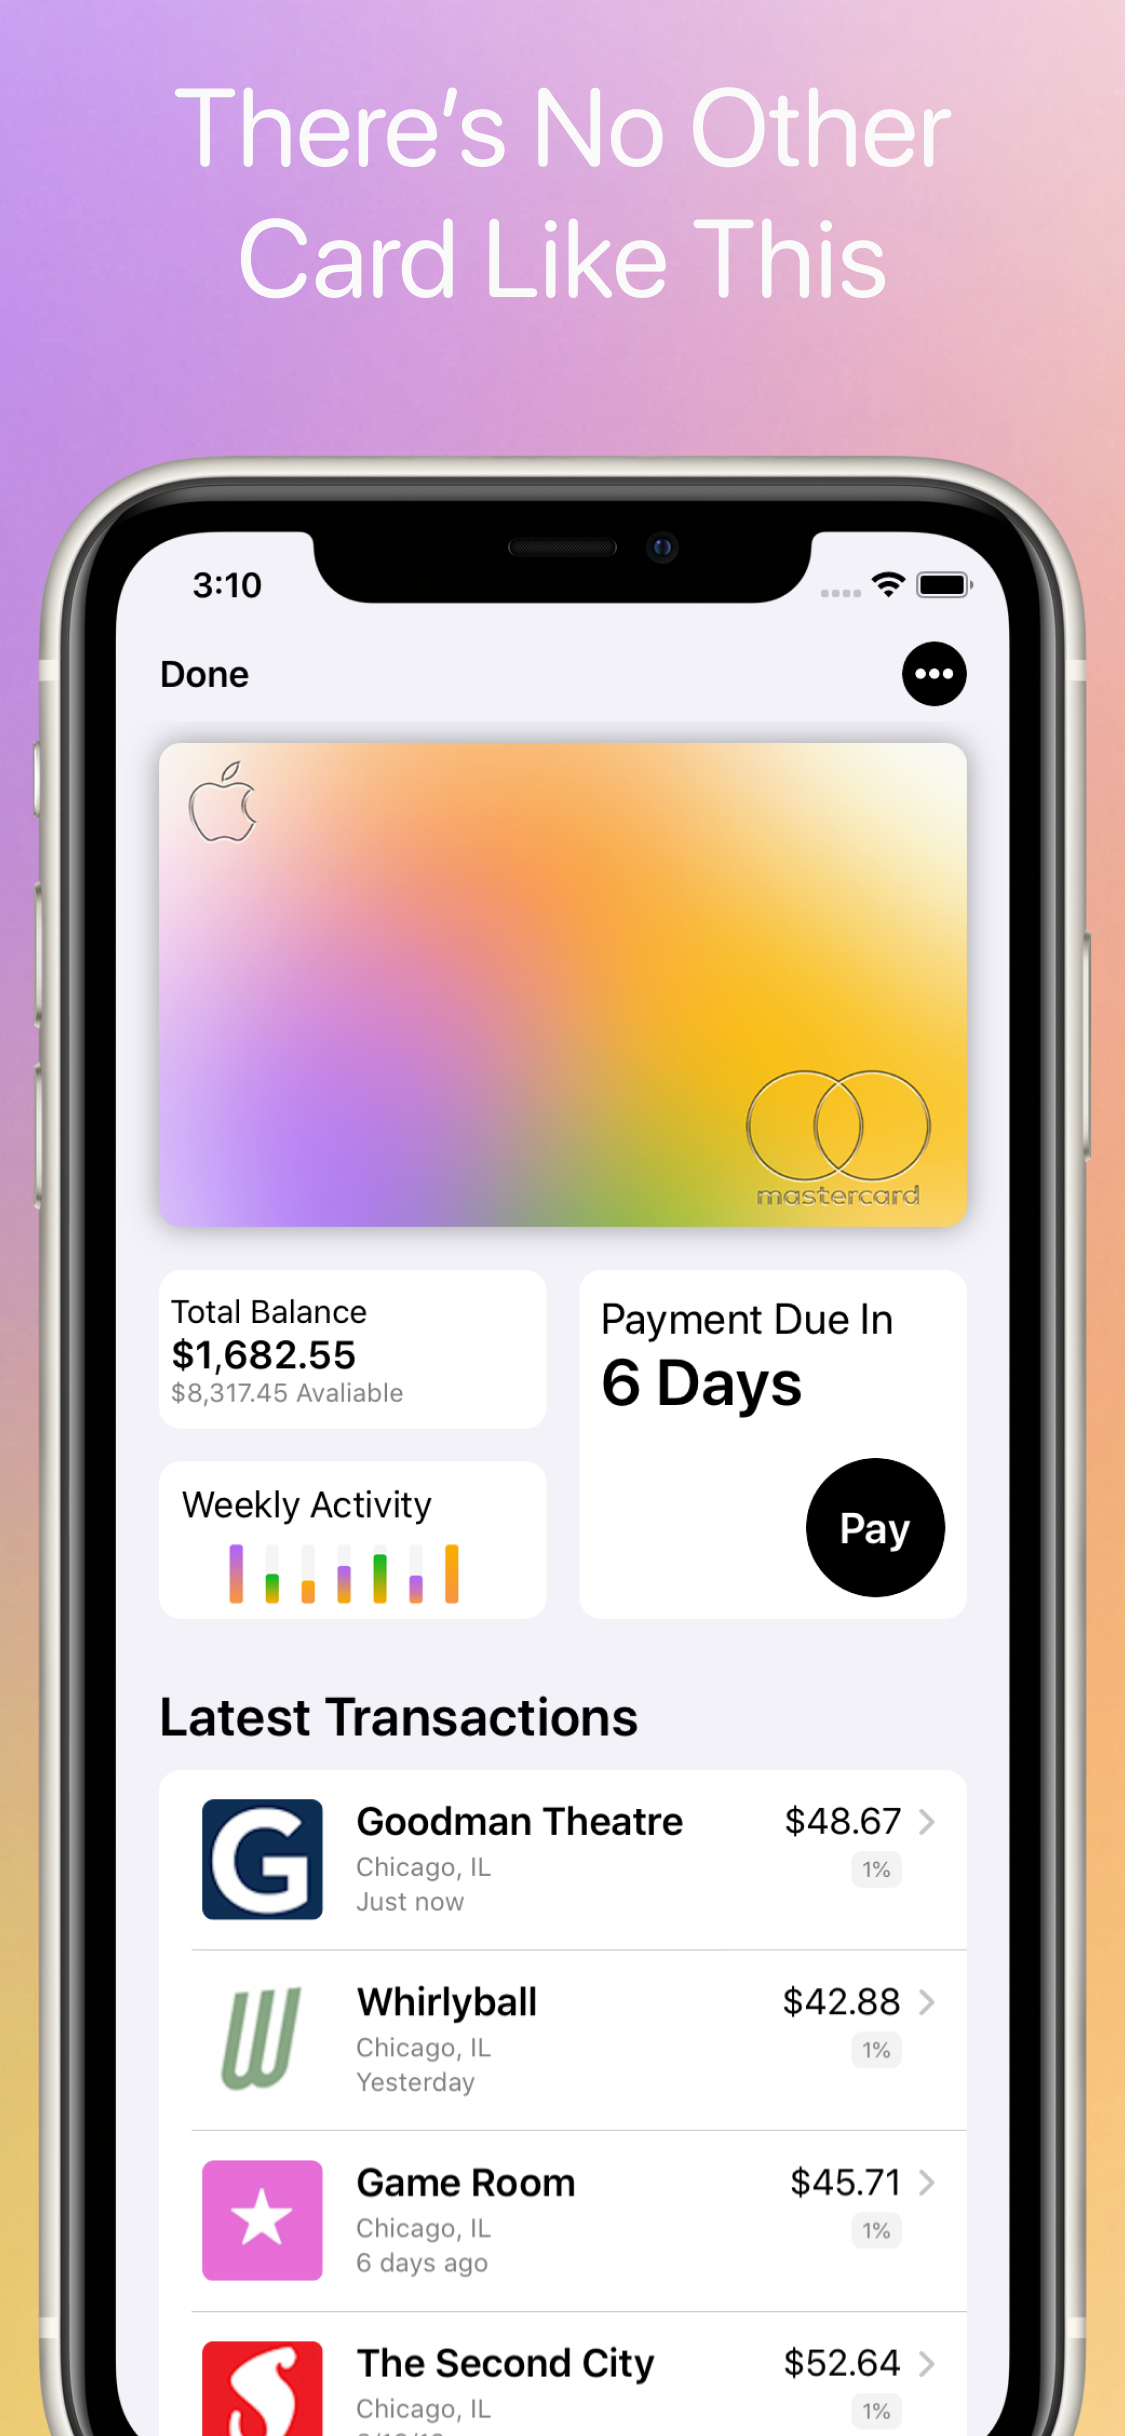 There's No Other
Card Like This
3:10
Done
mastercard
Total Balance
$1,682.55
$8,317.45 Avaliable
Payment Due In
6 Days
Pay
Weekly Activity
Latest Transactions
G
Goodman Theatre
$48.67
Chicago, IL
1%
Just now
W
Whirlyball
$42.88
Chicago, IL
1%
Yesterday
Game Room
$45.71
Chicago, IL
1%
6 days ago
S
The Second City
$52.64
Chicago, IL
1%